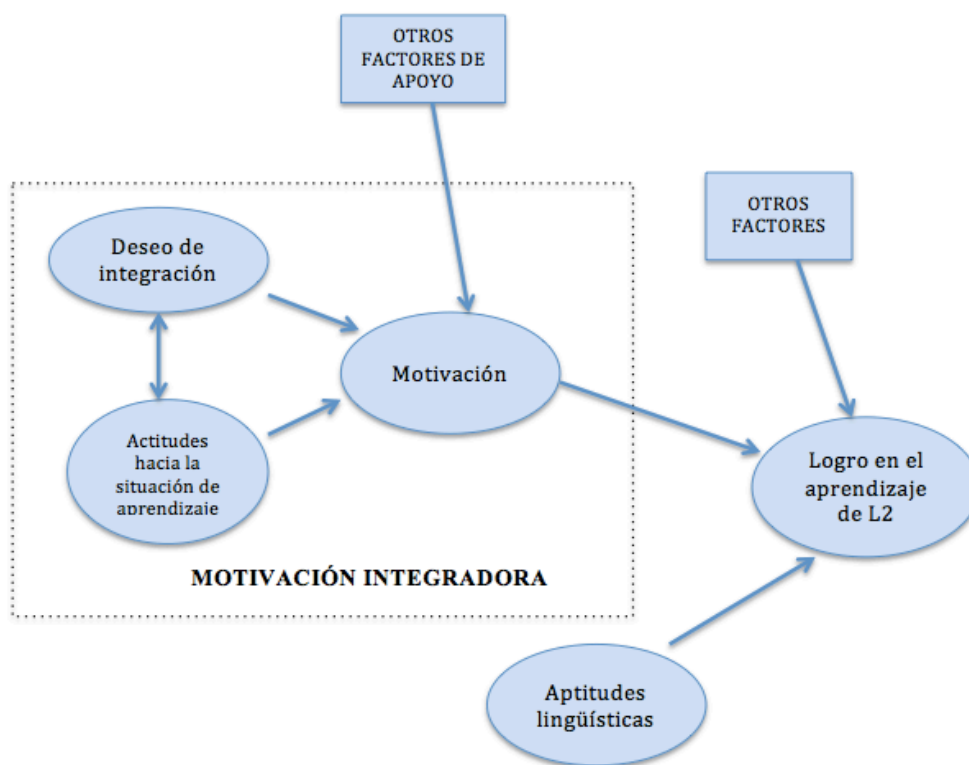 OTROS
FACTORES DE
APOYO
OTROS
FACTORES
Deseo de
integración
Motivación
Actitudes
hacia la
situación de
aprendizaje
Logro en el
aprendizaje
de L2
MOTIVACIÓN INTEGRADORA
Aptitudes
lingüísticas